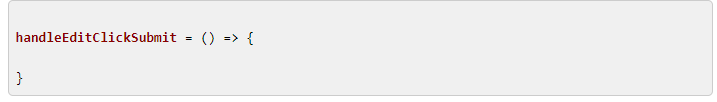 handleEditClickSubmit = () => {
}